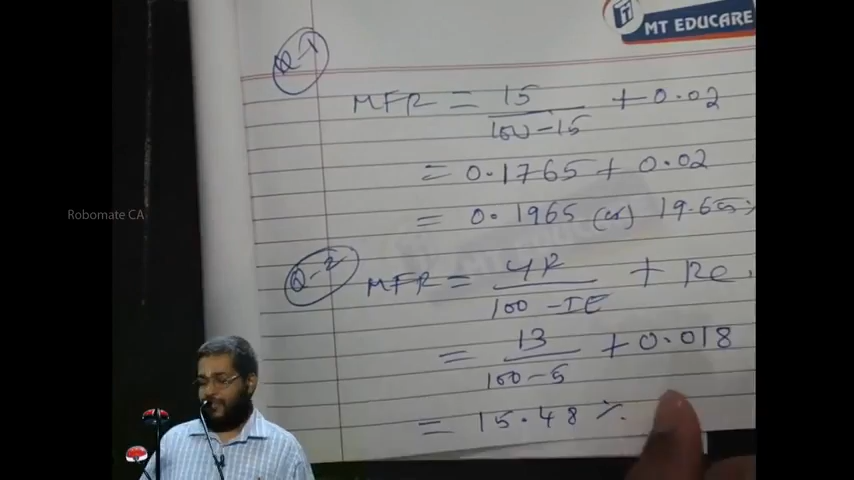 MT EDUCARE
Q-1
MFR = 15 / 100-15 + 0.02
= 0.1765 + 0.02
= 0.1965 (or) 19.65%
Robomate CA
Q-2
MFR = YR / 100 - IE + Re.
= 13 / 100-5 + 0.018
= 15.48 %